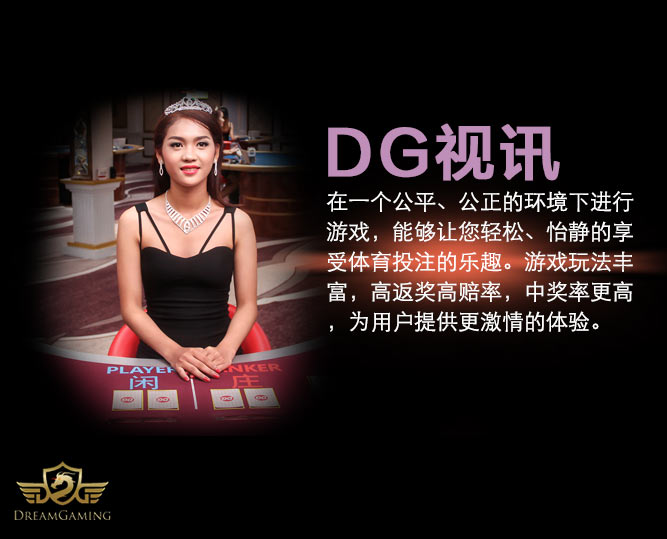 DG视讯
在一个公平、公正的环境下进行
游戏，能够让您轻松、怡静的享
受体育投注的乐趣。游戏玩法丰
富，高返奖高赔率，中奖率更高
，为用户提供更激情的体验。
PLAYER
闲
庄
DG
DREAMGAMING